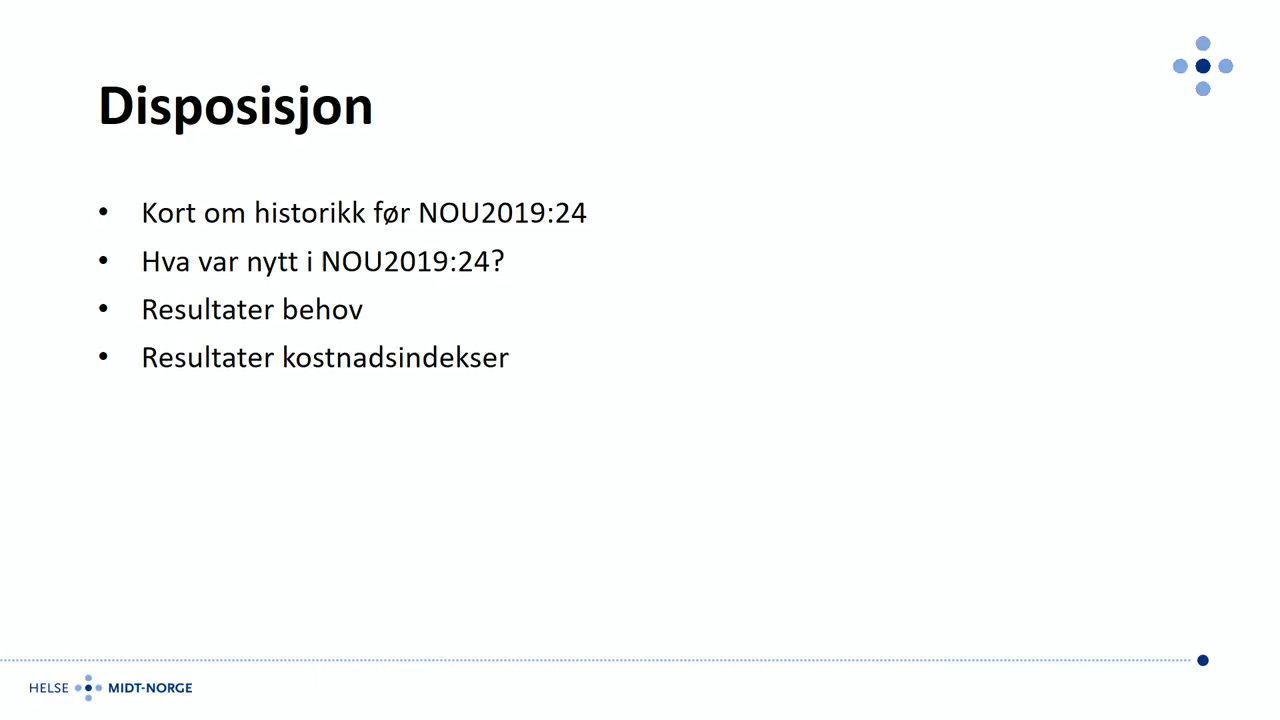 Disposisjon
• Kort om historikk før NOU2019:24
• Hva var nytt i NOU2019:24?
• Resultater behov
• Resultater kostnadsindekser
HELSE MIDT-NORGE